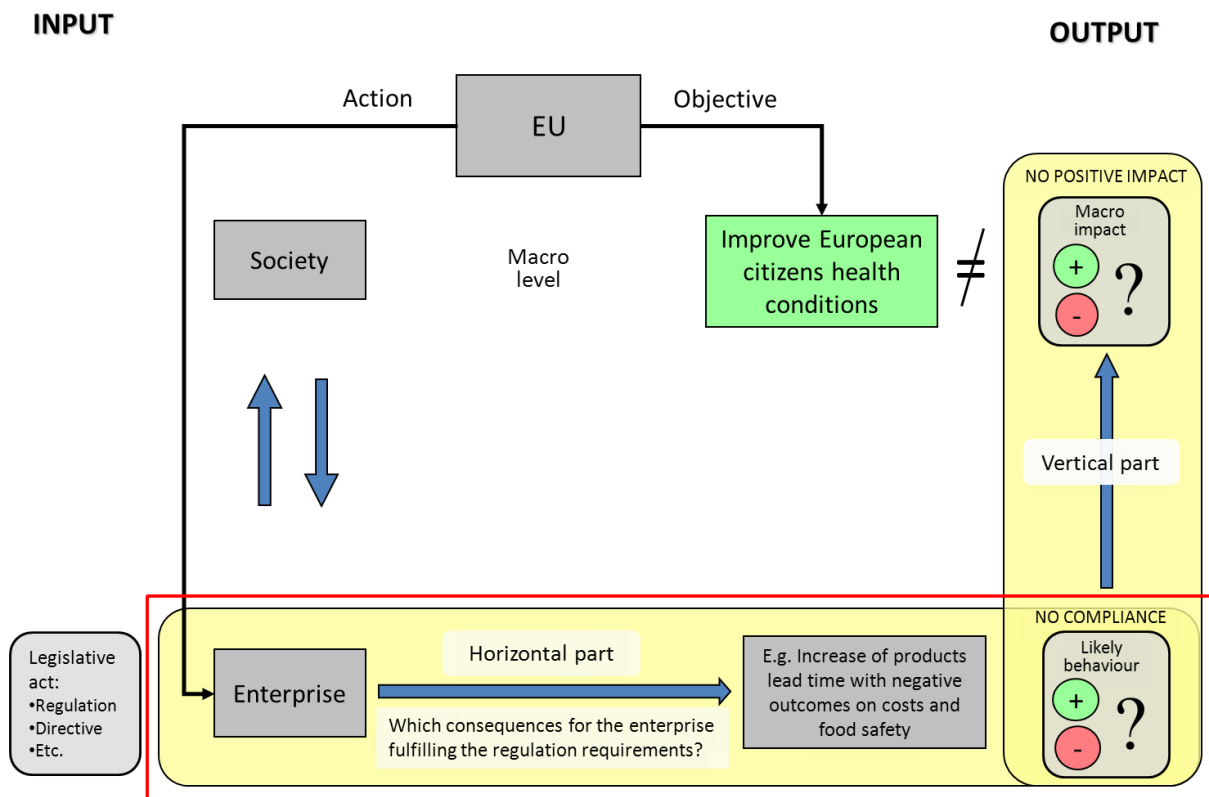 INPUT
OUTPUT
Action
EU
Objective
NO POSITIVE IMPACT
Macro
impact
+
-
?
Society
Macro
level
Improve European
citizens health
conditions
≠
Vertical part
Legislative
act:
•Regulation
•Directive
•Etc.
Enterprise
Horizontal part
Which consequences for the enterprise
fulfilling the regulation requirements?
E.g. Increase of products
lead time with negative
outcomes on costs and
food safety
NO COMPLIANCE
Likely
behaviour
+
-
?